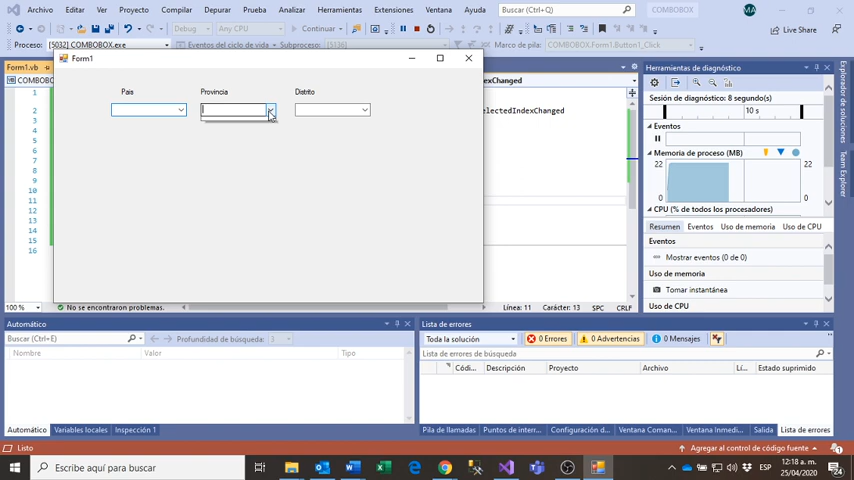 Archivo Editar Ver Proyecto Compilar Depurar Prueba Analizar Herramientas Extensiones Ventana Ayuda Buscar MA
Debug Any CPU Continuar Live Share
Proceso: [5032] COMBOBOX.exe Eventos del ciclo de vida Subproceso: [5136] Marco de pila: COMBOBOX.Form1.Button1_Click
Form1.vb
COMBOBOX
Form1
Pais Provincia Distrito
exChanged
electedIndexChanged
1
2
3
4
5
6
7
8
9
10
11
12
13
14
15
16
100 % No se encontraron problemas. Línea: 11 Carácter: 13 SPC CRLF
Herramientas de diagnóstico
Sesión de diagnóstico: 8 segundos
10 s
Eventos
Memoria de proceso (MB)
22 22
0 0
CPU (% de todos los procesadores)
Resumen Eventos Uso de memoria Uso de CPU
Eventos
Mostrar eventos (0 de 0)
Uso de memoria
Tomar instantánea
Uso de CPU
Explorador de soluciones
Team Explorer
Automático
Buscar (Ctrl+E) Profundidad de búsqueda: 3
Nombre Valor Tipo
Automático Variables locales Inspección 1
Lista de errores
Toda la solución 0 Errores 0 Advertencias 0 Mensajes
Lista de errores de búsqueda
Códi... Descripción Proyecto Archivo Lí... Estado suprimido
Pila de llamadas Puntos de interr... Configuración d... Ventana Coman... Ventana Inmedi... Salida Lista de errores
Listo Agregar al control de código fuente
Escribe aquí para buscar ESP 12:18 a. m.
25/04/2020 24